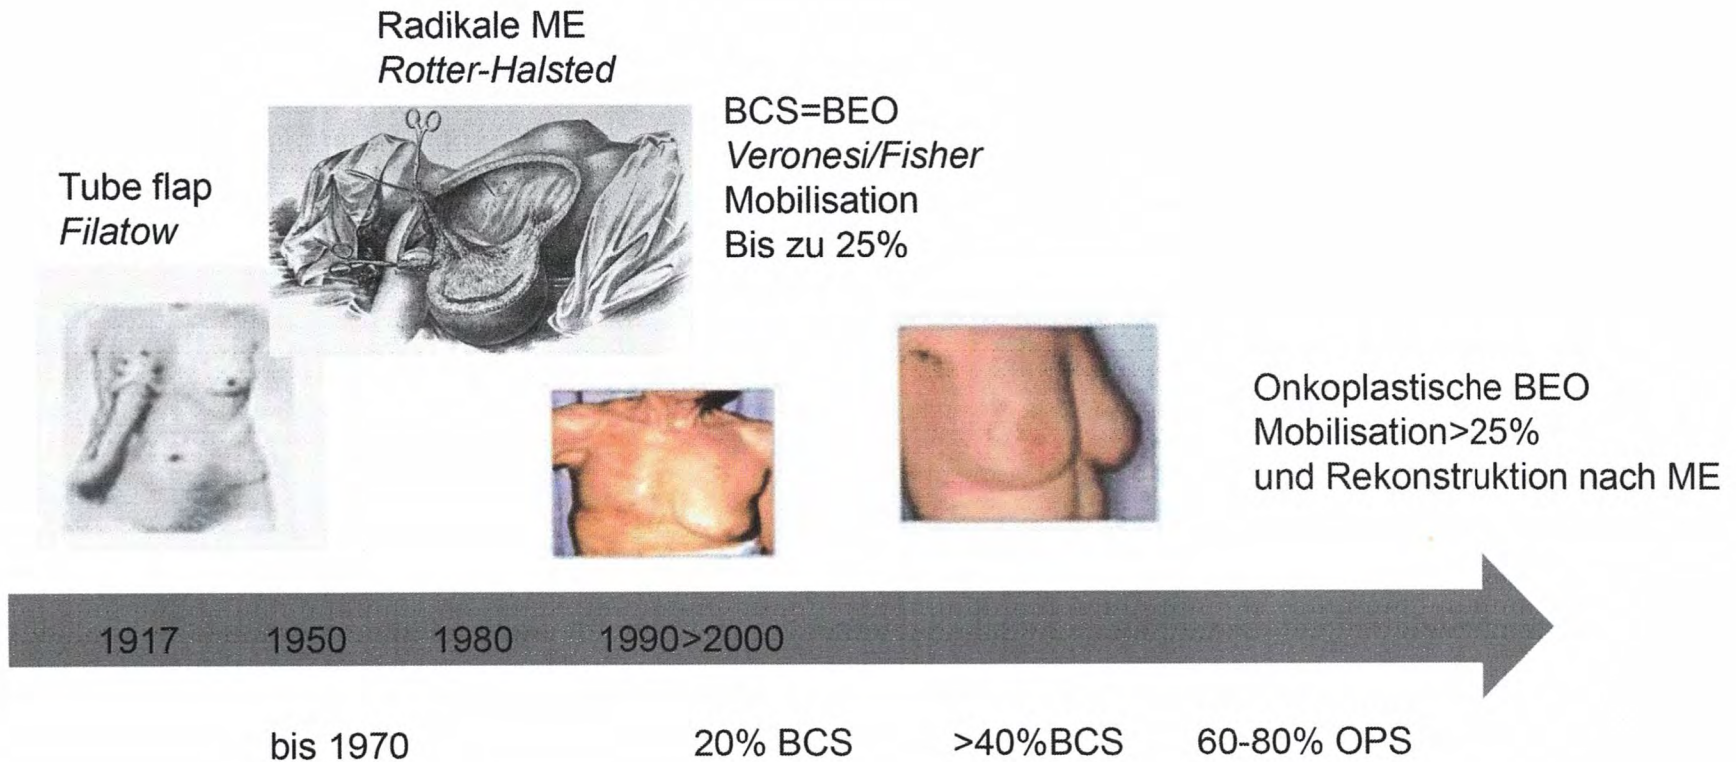 Radikale ME
Rotter-Halsted
BCS=BEO
Veronesi/Fisher
Mobilisation
Bis zu 25%
Tube flap
Filatow
Onkoplastische BEO
Mobilisation>25%
und Rekonstruktion nach ME
1917 1950 1980 1990>2000
bis 1970 20% BCS >40%BCS 60-80% OPS